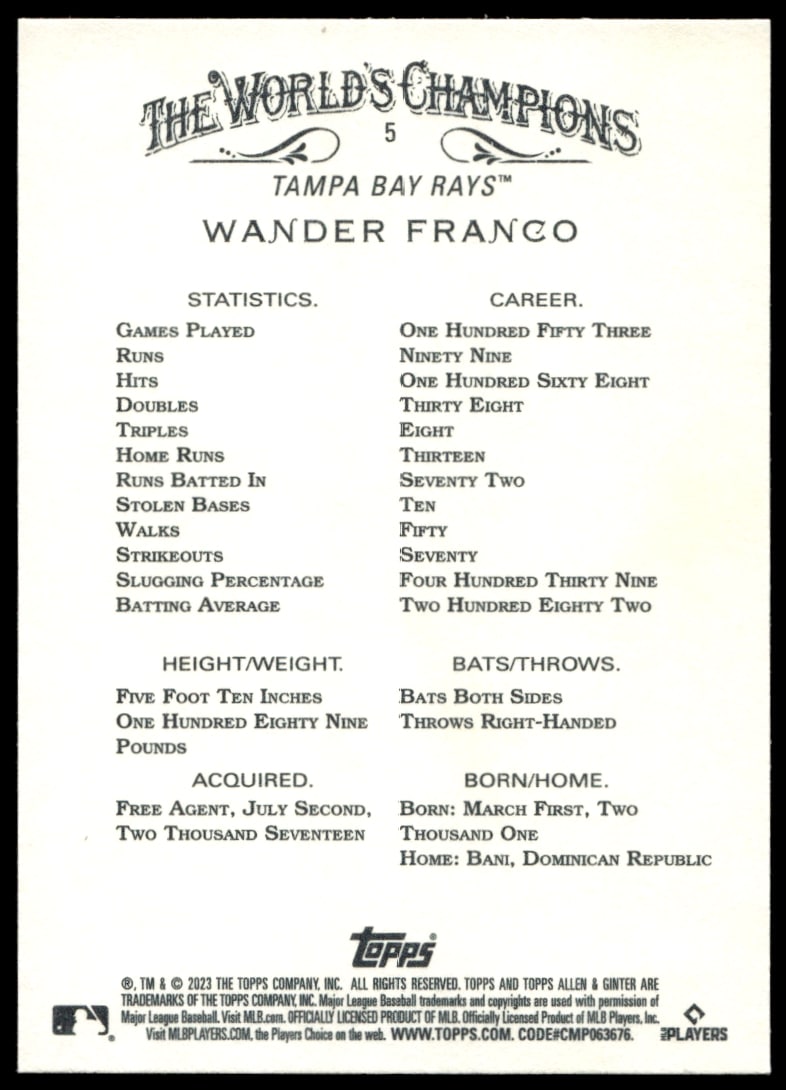 THE WORLD'S CHAMPIONS
5
TAMPA BAY RAYS™
WANDER FRANCO
STATISTICS. CAREER.
GAMES PLAYED ONE HUNDRED FIFTY THREE
RUNS NINETY NINE
HITS ONE HUNDRED SIXTY EIGHT
DOUBLES THIRTY EIGHT
TRIPLES EIGHT
HOME RUNS THIRTEEN
RUNS BATTED IN SEVENTY TWO
STOLEN BASES TEN
WALKS FIFTY
STRIKEOUTS SEVENTY
SLUGGING PERCENTAGE FOUR HUNDRED THIRTY NINE
BATTING AVERAGE TWO HUNDRED EIGHTY TWO
HEIGHT/WEIGHT. BATS/THROWS.
FIVE FOOT TEN INCHES BATS BOTH SIDES
ONE HUNDRED EIGHTY NINE THROWS RIGHT-HANDED
POUNDS
ACQUIRED. BORN/HOME.
FREE AGENT, JULY SECOND, BORN: MARCH FIRST, TWO
TWO THOUSAND SEVENTEEN THOUSAND ONE
HOME: BANI, DOMINICAN REPUBLIC
Topps®
®, TM & © 2023 THE TOPPS COMPANY, INC. ALL RIGHTS RESERVED. TOPPS AND TOPPS ALLEN & GINTER ARE
TRADEMARKS OF THE TOPPS COMPANY, INC. Major League Baseball trademarks and copyrights are used with permission of
Major League Baseball. Visit MLB.com. OFFICIALLY LICENSED PRODUCT OF MLB. Officially Licensed Product of MLB Players, Inc.
Visit MLBPLAYERS.COM, the Players Choice on the web. WWW.TOPPS.COM. CODE#CMP063676.
MLB PLAYERS